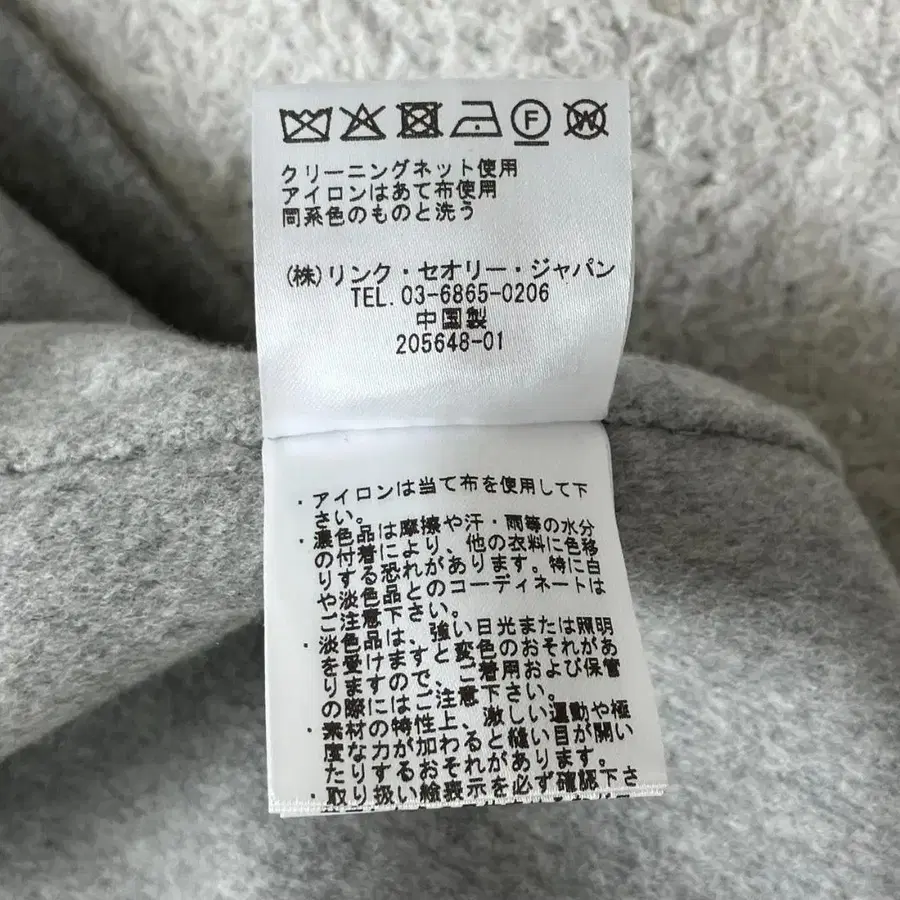 F W
クリーニングネット使用
アイロンはあて布使用
同系色のものと洗う
(株)リンク・セオリー・ジャパン
TEL. 03-6865-0206
中国製
205648-01
・アイロンは当て布を使用して下
さい。
・濃色品は摩擦や汗・雨等の水分
の付着により、他の衣料に色移
りする恐れがあります。特に白
や淡色品とのコーディネートは
ご注意下さい。
・淡色品は、強い日光または照明
を受けますと変色のおそれがあ
りますので、ご着用および保管
の際にはご注意下さい。
・素材の特性上、激しい運動や極
度な力が加わると縫い目が開い
たりするおそれがあります。
・取り扱い絵表示を必ず確認下さ